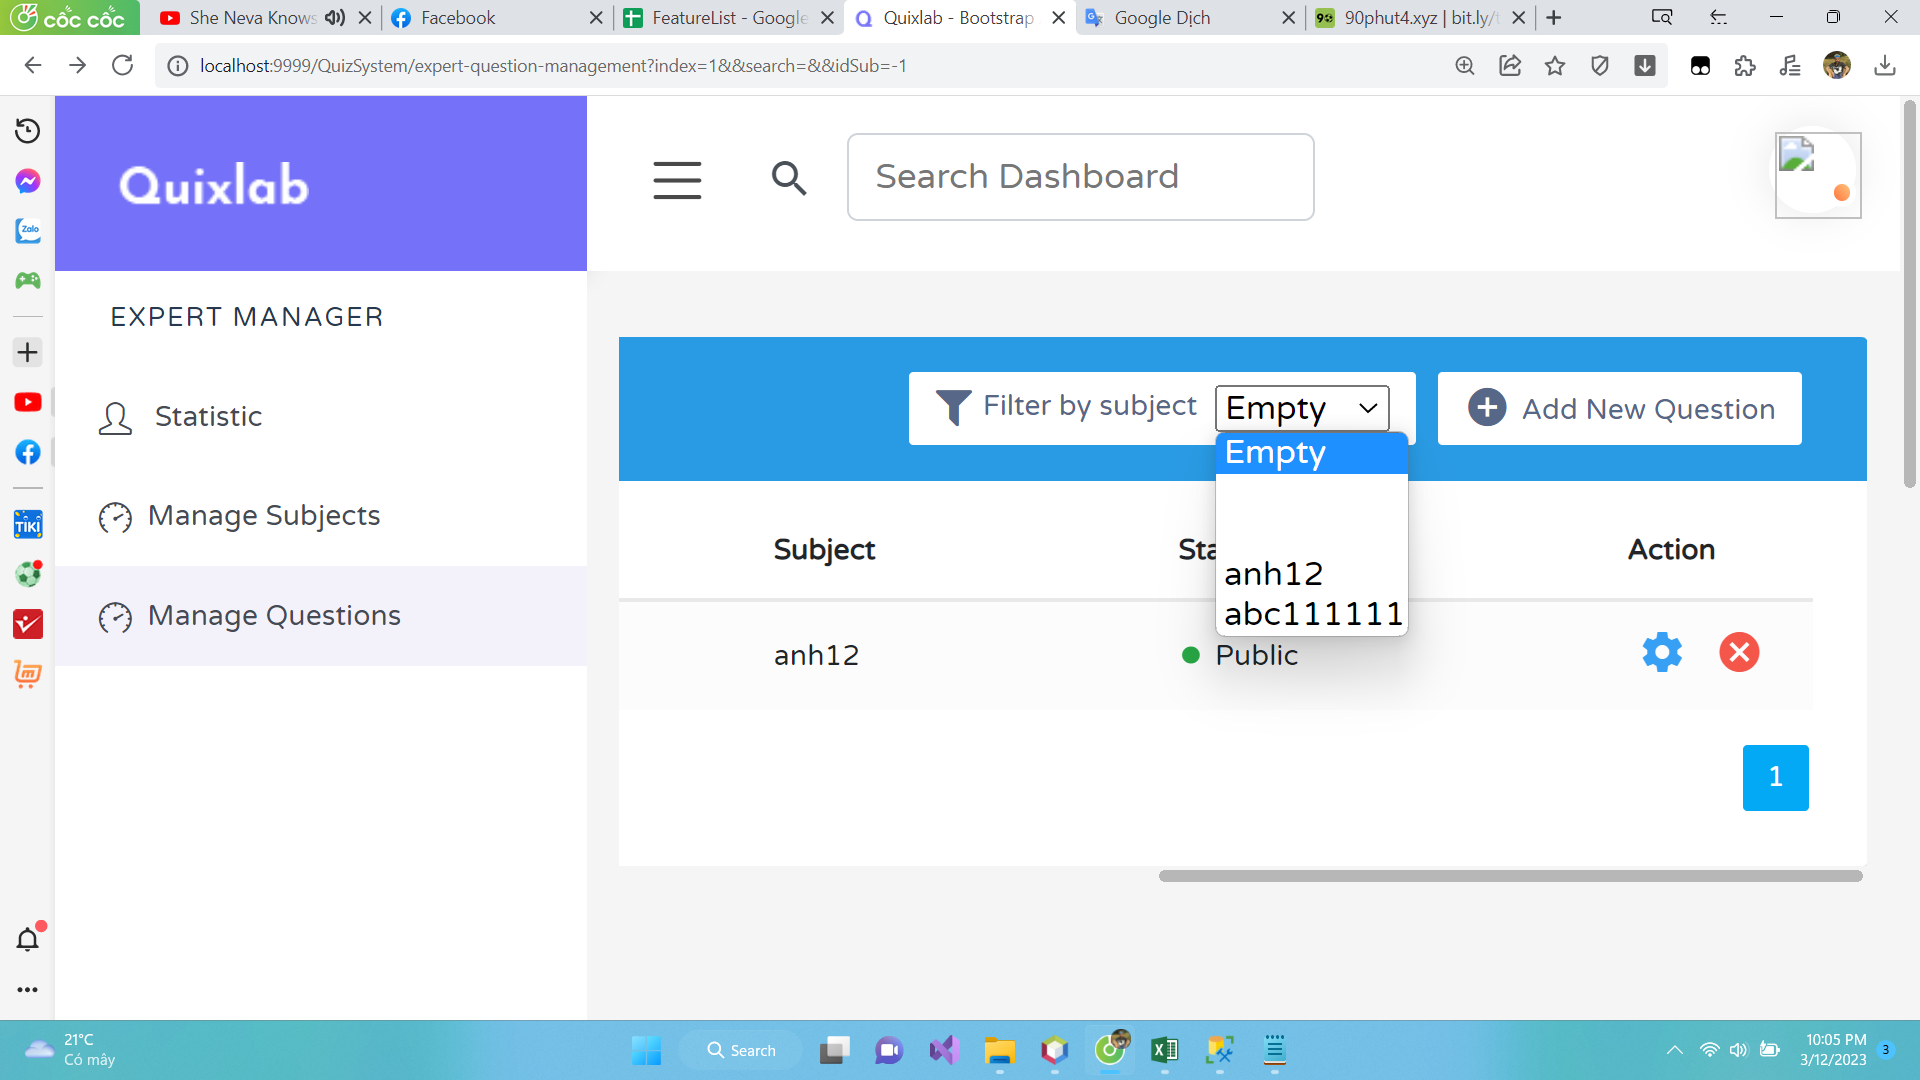 cốc cốc
She Neva Knows
Facebook
FeatureList - Google
Quixlab - Bootstrap
Google Dịch
90phut4.xyz | bit.ly/t
localhost:9999/QuizSystem/expert-question-management?index=1&&search=&&idSub=-1
Quixlab
Search Dashboard
Zalo
EXPERT MANAGER
Statistic
Manage Subjects
Manage Questions
TIKI
Filter by subject
Empty
Add New Question
Empty
anh12
abc111111
Subject
Sta
Action
anh12
Public
1
21°C
Có mây
Search
10:05 PM
3/12/2023
3